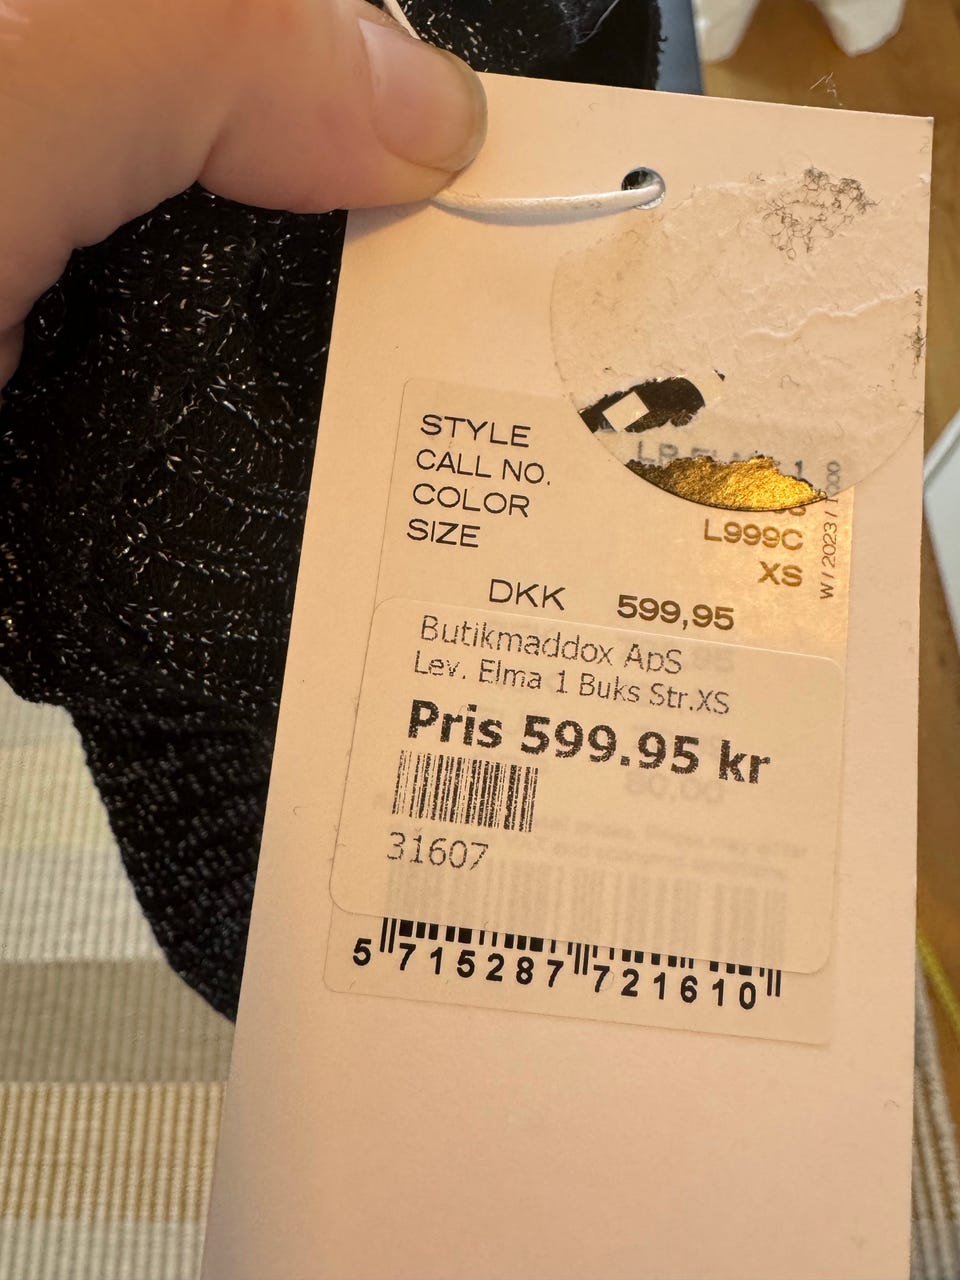 STYLE
CALL NO.
COLOR L999C
SIZE XS
W / 2023 /
DKK 599,95
Butikmaddox ApS
Lev. Elma 1 Buks Str.XS
Pris 599.95 kr
31607
5 715287 721610